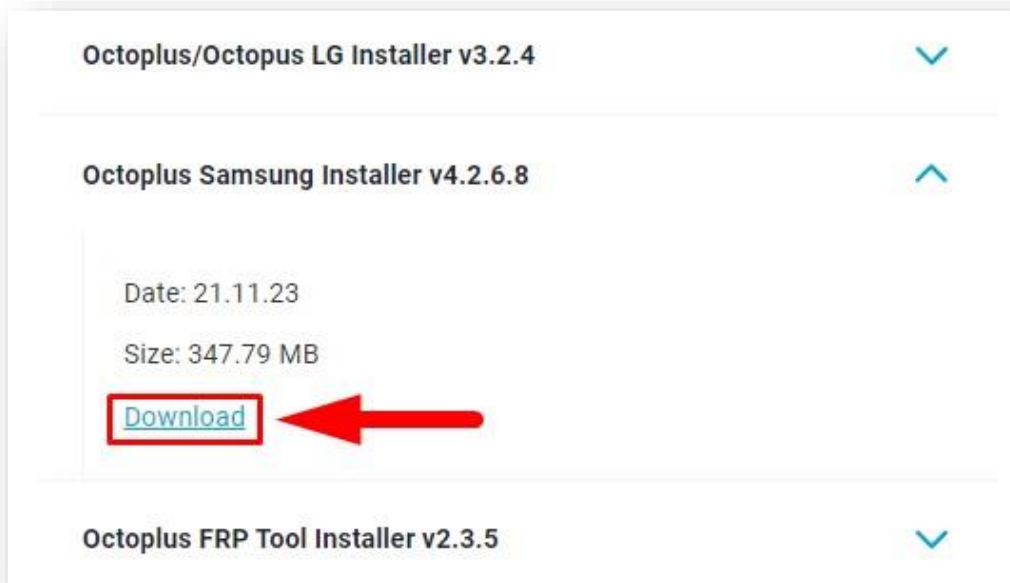 Octoplus/Octopus LG Installer v3.2.4
Octoplus Samsung Installer v4.2.6.8
Date: 21.11.23
Size: 347.79 MB
Download
Octoplus FRP Tool Installer v2.3.5